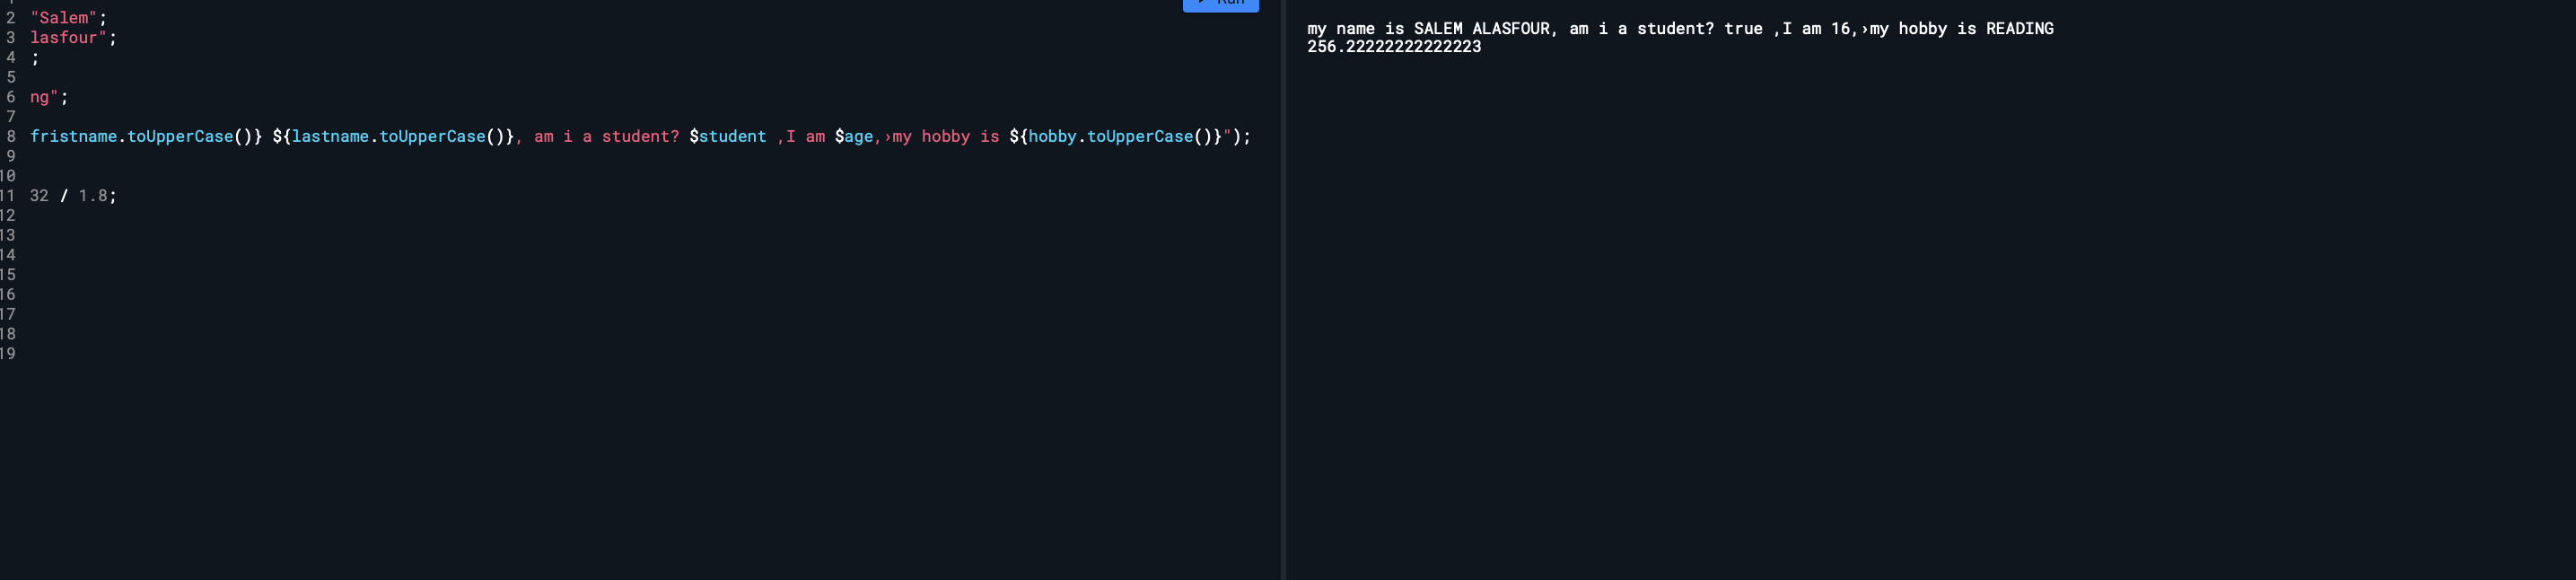 Run
2 "Salem";
3 lasfour";
4 ;
5
6 ng";
7
8 fristname.toUpperCase()} ${lastname.toUpperCase()}, am i a student? $student ,I am $age,›my hobby is ${hobby.toUpperCase()}");
9
10
11 32 / 1.8;
12
13
14
15
16
17
18
19
my name is SALEM ALASFOUR, am i a student? true ,I am 16,›my hobby is READING
256.22222222222223